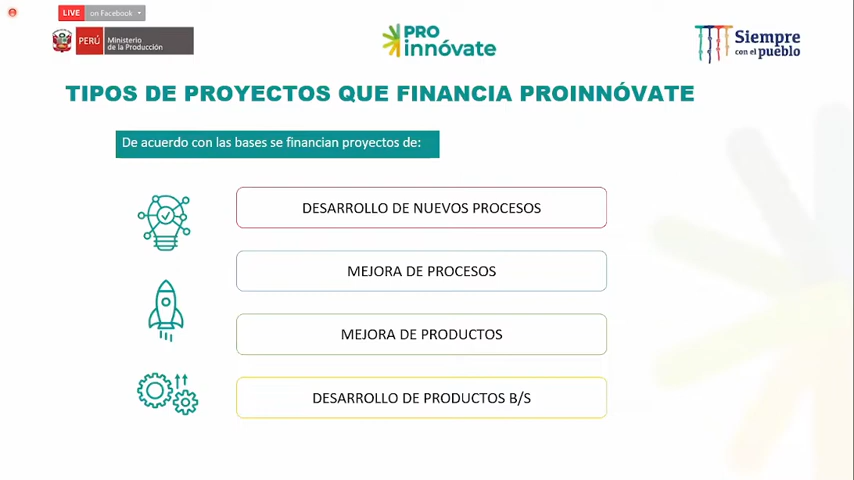 LIVE on Facebook
PERÚ
Ministerio
de la Producción
PRO
innóvate
Siempre
con el pueblo
TIPOS DE PROYECTOS QUE FINANCIA PROINNÓVATE
De acuerdo con las bases se financian proyectos de:
DESARROLLO DE NUEVOS PROCESOS
MEJORA DE PROCESOS
MEJORA DE PRODUCTOS
DESARROLLO DE PRODUCTOS B/S